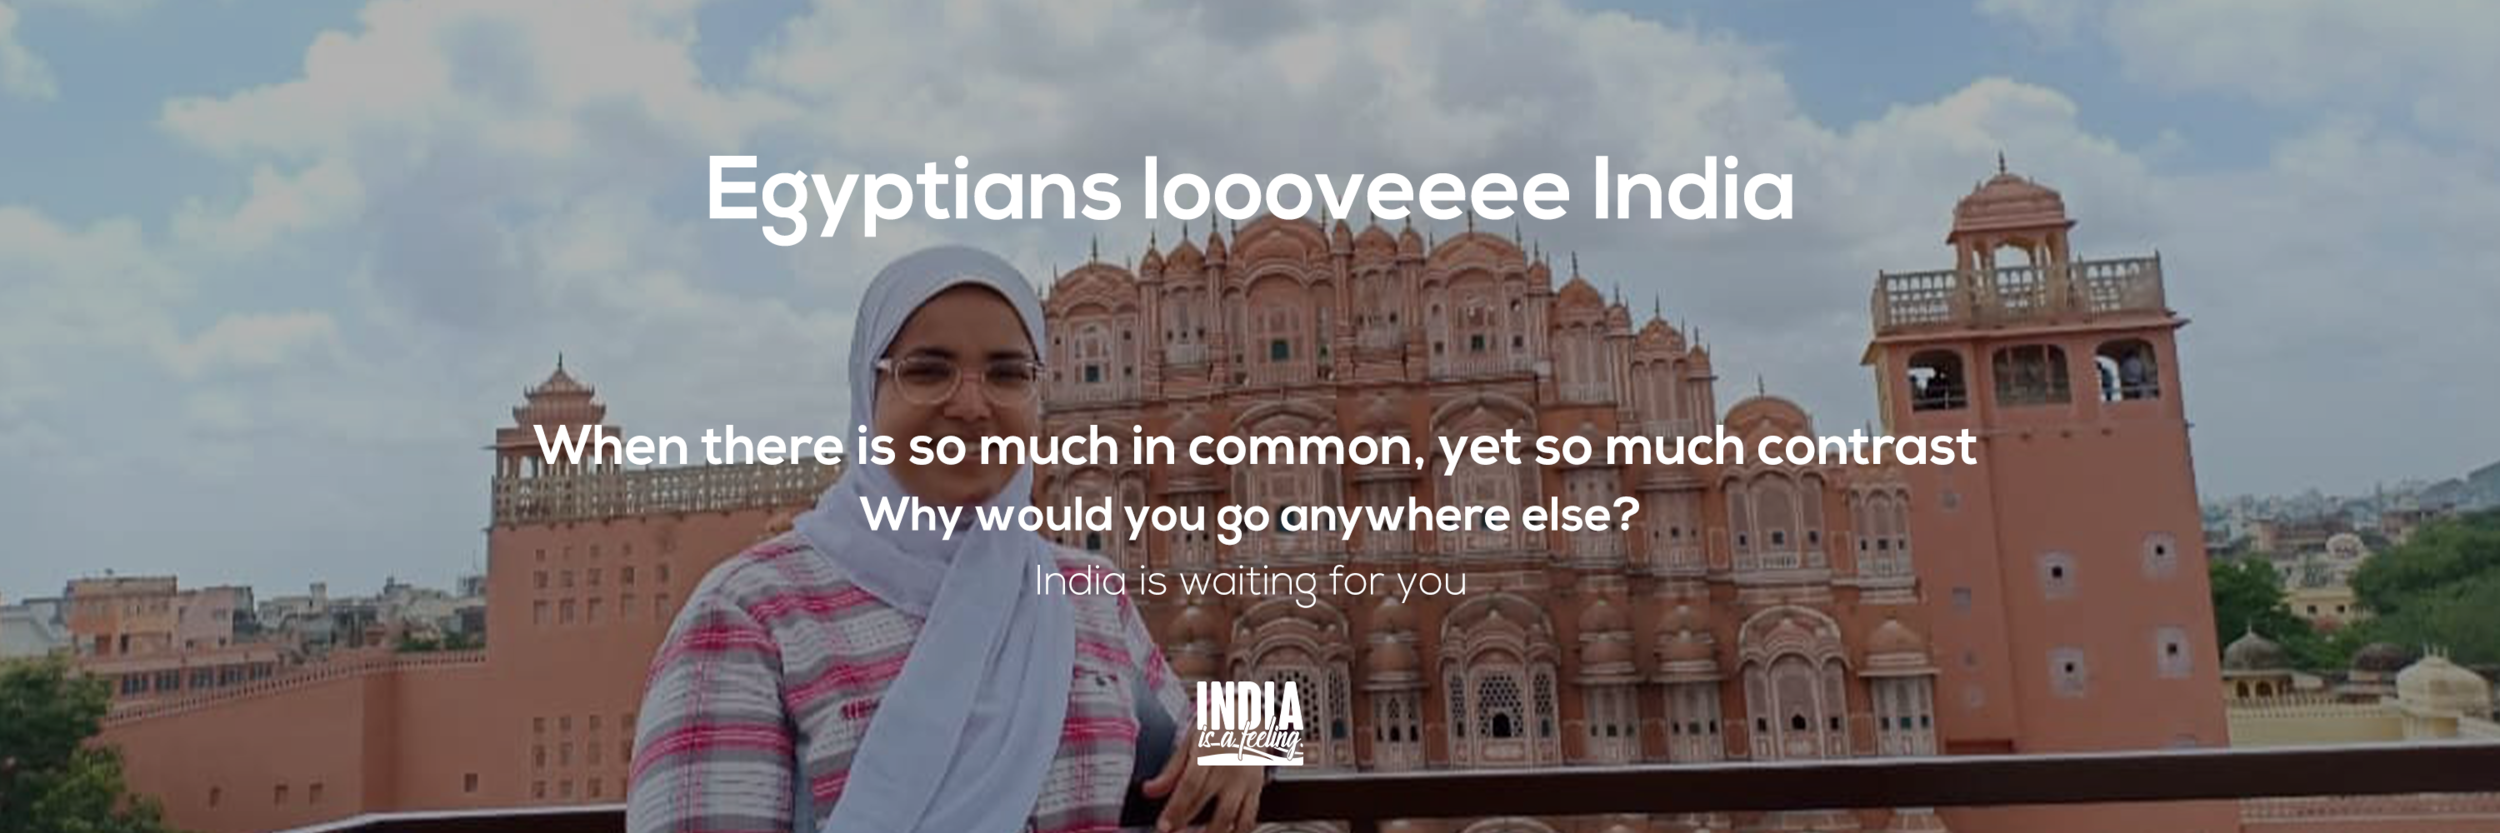 Egyptians loooveeee India
When there is so much in common, yet so much contrast
Why would you go anywhere else?
India is waiting for you
INDIA
is a feeling.